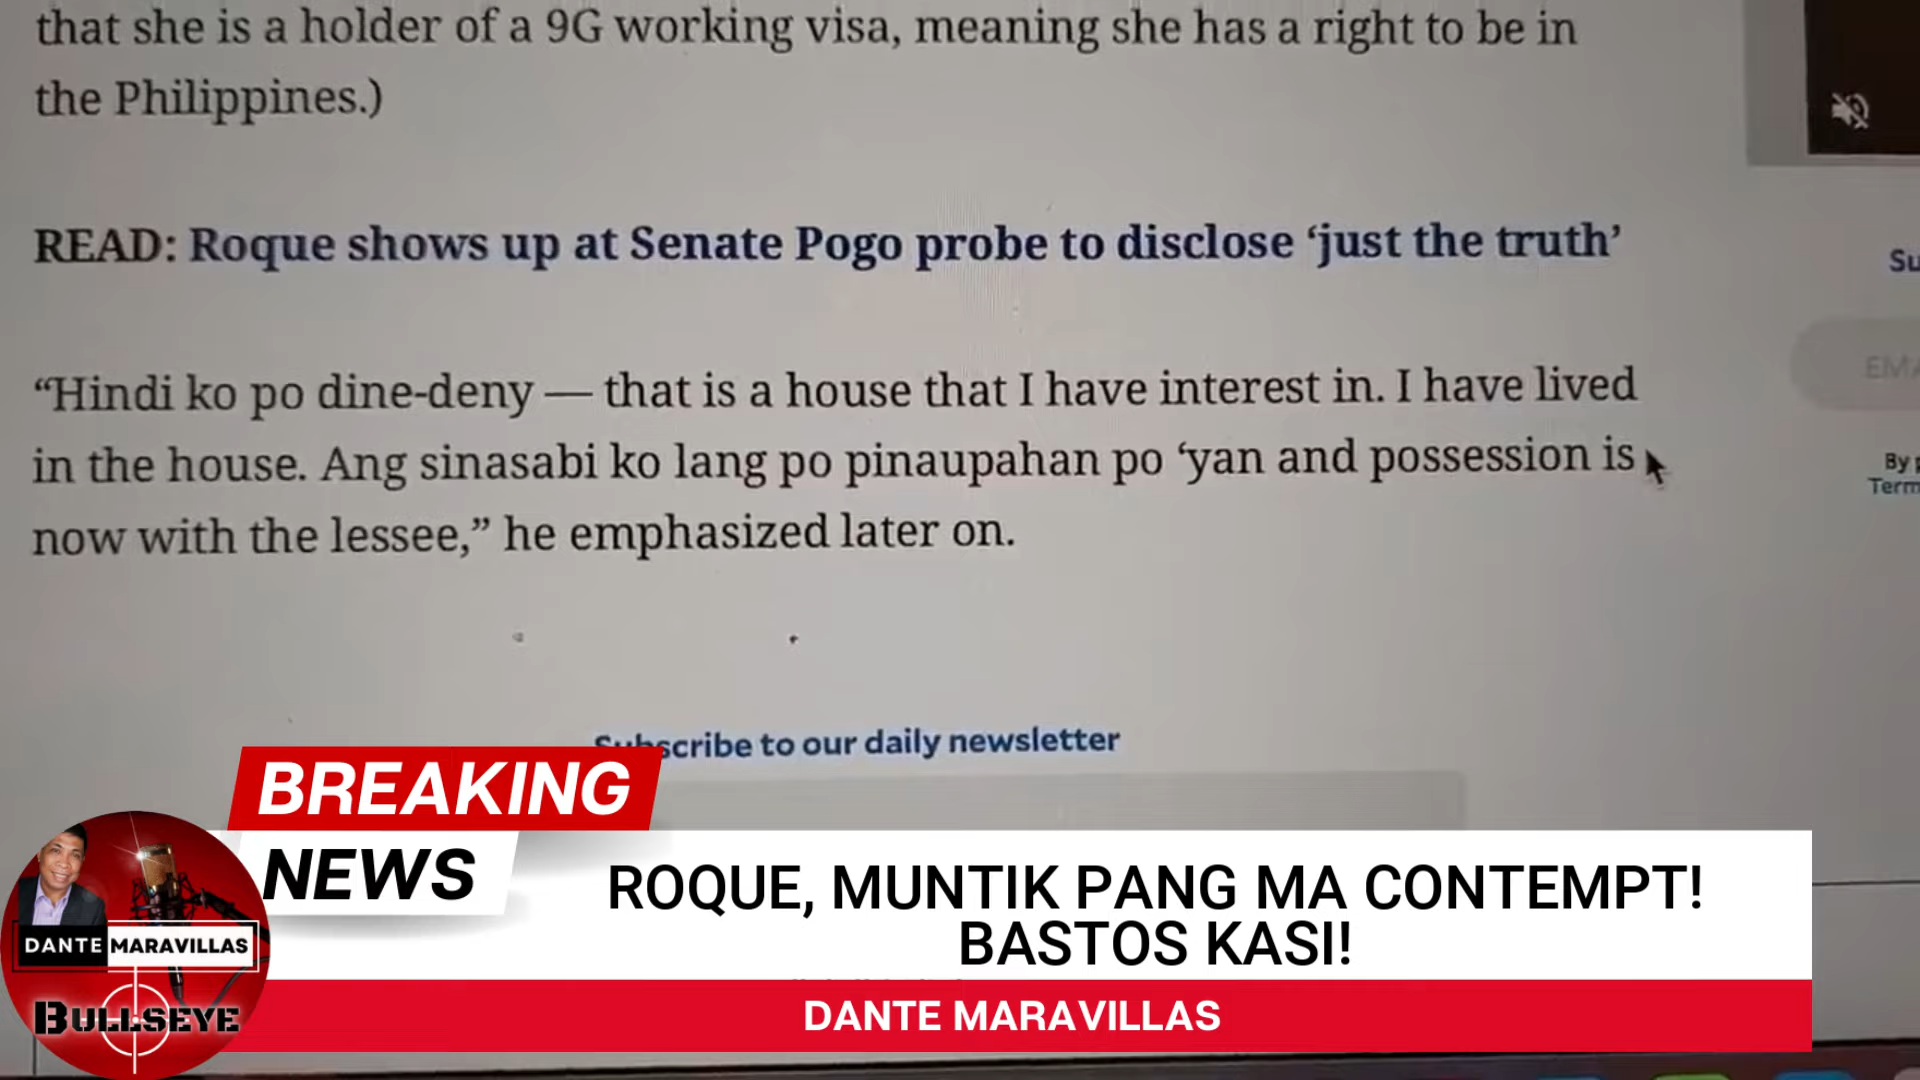 that she is a holder of a 9G working visa, meaning she has a right to be in
the Philippines.)
READ: Roque shows up at Senate Pogo probe to disclose ‘just the truth’
“Hindi ko po dine-deny — that is a house that I have interest in. I have lived
in the house. Ang sinasabi ko lang po pinaupahan po ‘yan and possession is
now with the lessee,” he emphasized later on.
Subscribe to our daily newsletter
Su
EMA
By
Term
BREAKING
NEWS
ROQUE, MUNTIK PANG MA CONTEMPT!
BASTOS KASI!
DANTE MARAVILLAS
DANTE MARAVILLAS
BULLSEYE